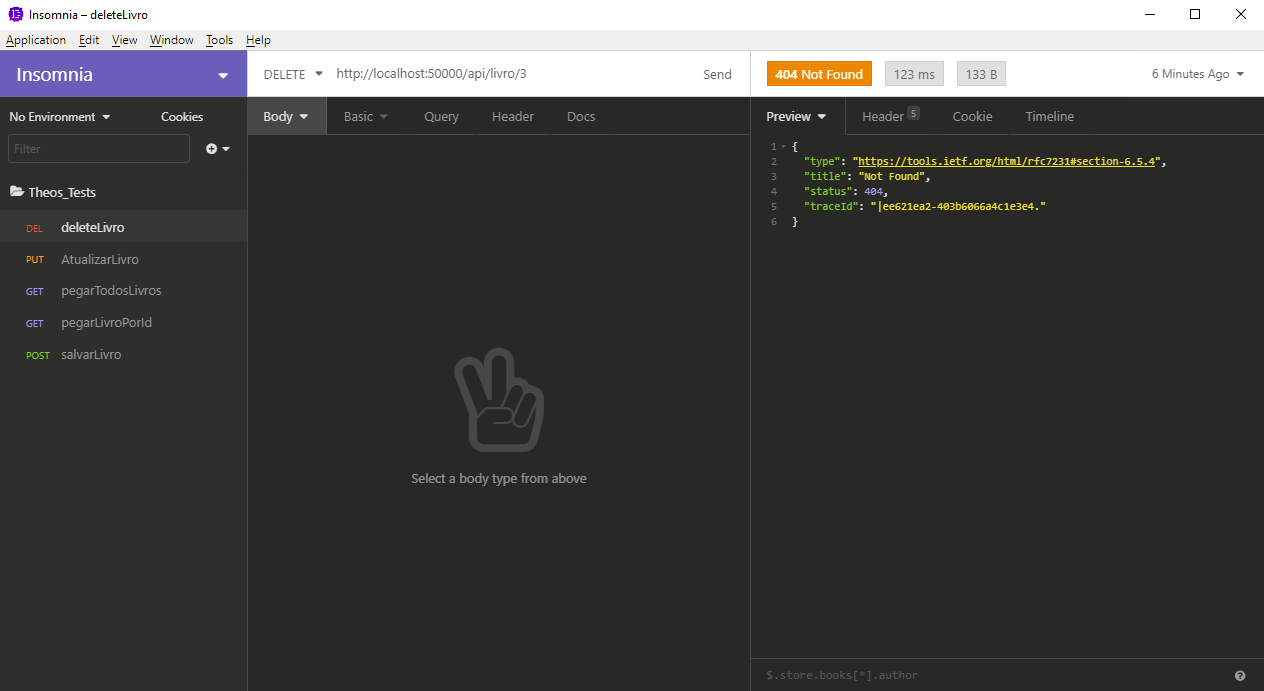 Insomnia – deleteLivro
Application Edit View Window Tools Help
Insomnia
DELETE http://localhost:50000/api/livro/3 Send
404 Not Found 123 ms 133 B 6 Minutes Ago
No Environment Cookies
Body Basic Query Header Docs
Preview Header 5 Cookie Timeline
Filter
Theos_Tests
DEL deleteLivro
PUT AtualizarLivro
GET pegarTodosLivros
GET pegarLivroPorId
POST salvarLivro
Select a body type from above
1 {
2 "type": "https://tools.ietf.org/html/rfc7231#section-6.5.4",
3 "title": "Not Found",
4 "status": 404,
5 "traceId": "|ee621ea2-403b6066a4c1e3e4."
6 }
$.store.books[*].author